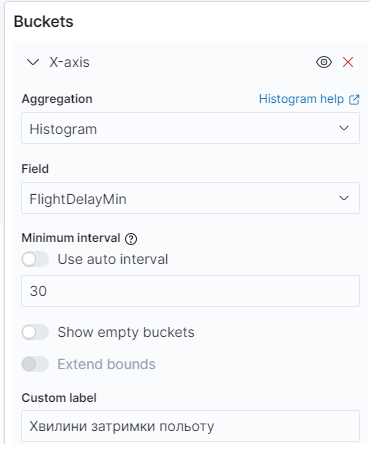 Buckets
X-axis
Aggregation Histogram help
Histogram
Field
FlightDelayMin
Minimum interval
Use auto interval
30
Show empty buckets
Extend bounds
Custom label
Хвилини затримки польоту